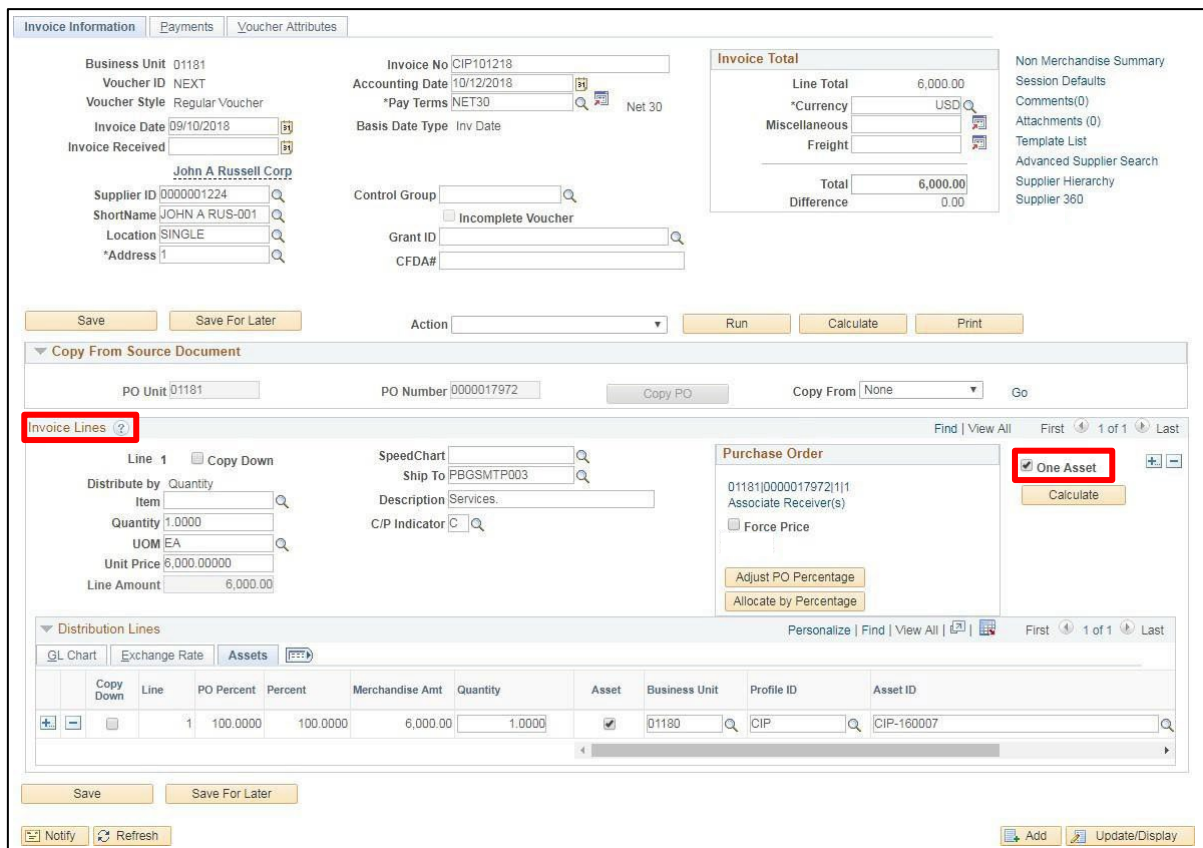 Invoice Information Payments Voucher Attributes
Business Unit 01181 Invoice No CIP101218 Invoice Total Non Merchandise Summary
Voucher ID NEXT Accounting Date 10/12/2018 Line Total 6,000.00 Session Defaults
Voucher Style Regular Voucher *Pay Terms NET30 Net 30 *Currency USD Comments(0)
Invoice Date 09/10/2018 Basis Date Type Inv Date Miscellaneous Attachments (0)
Invoice Received Freight Template List
John A Russell Corp Advanced Supplier Search
Supplier ID 0000001224 Control Group Total 6,000.00 Supplier Hierarchy
ShortName JOHN A RUS-001 Incomplete Voucher Difference 0.00 Supplier 360
Location SINGLE Grant ID
*Address 1 CFDA#
Save Save For Later Action Run Calculate Print
Copy From Source Document
PO Unit 01181 PO Number 0000017972 Copy PO Copy From None Go
Invoice Lines ? Find | View All First 1 of 1 Last
Line 1 Copy Down SpeedChart Purchase Order One Asset
Distribute by Quantity Ship To PBGSMTP003 01181|0000017972|1|1 Calculate
Item Description Services. Associate Receiver(s)
Quantity 1.0000 C/P Indicator C Force Price
UOM EA
Unit Price 6,000.00000 Adjust PO Percentage
Line Amount 6,000.00 Allocate by Percentage
Distribution Lines Personalize | Find | View All | | First 1 of 1 Last
GL Chart Exchange Rate Assets
Copy Down Line PO Percent Percent Merchandise Amt Quantity Asset Business Unit Profile ID Asset ID
1 100.0000 100.0000 6,000.00 1.0000 01180 CIP CIP-160007
Save Save For Later
Notify Refresh Add Update/Display